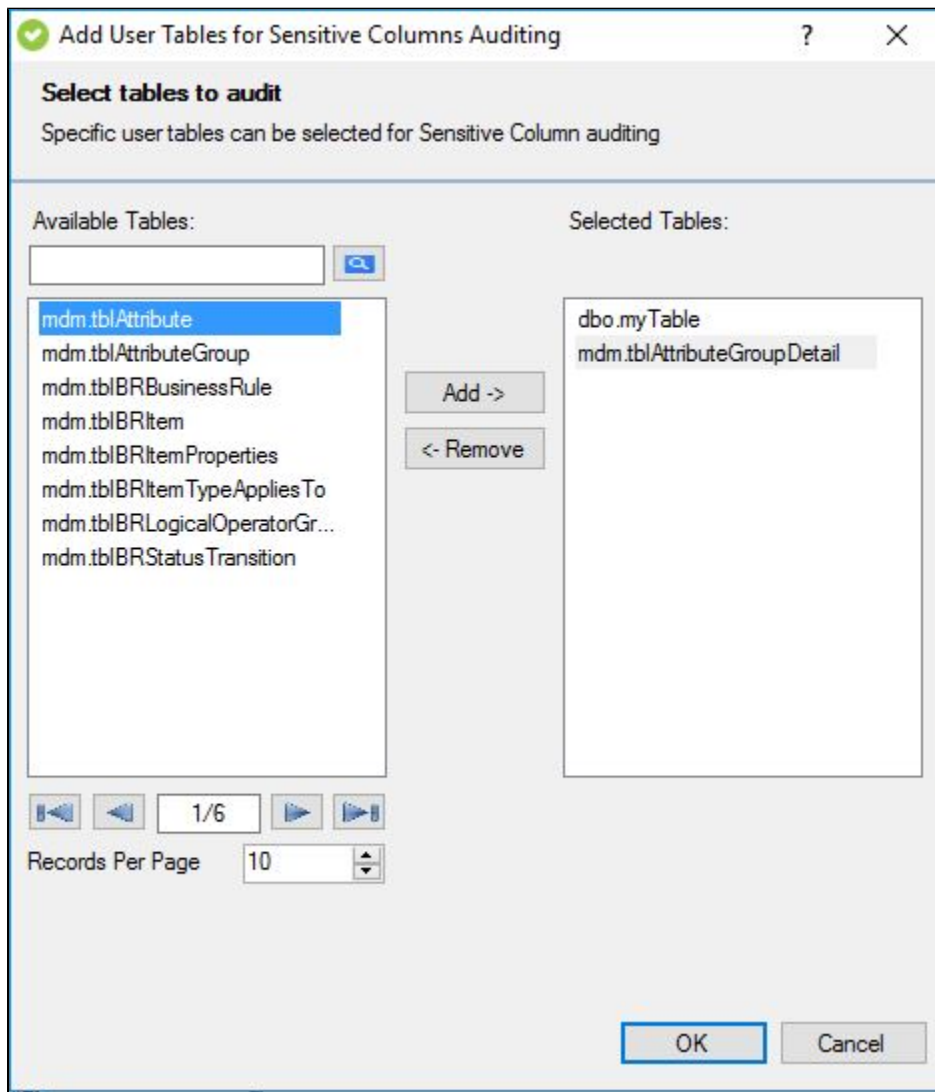 Add User Tables for Sensitive Columns Auditing ?
Select tables to audit
Specific user tables can be selected for Sensitive Column auditing
Available Tables:
Selected Tables:
mdm.tblAttribute
mdm.tblAttributeGroup
mdm.tblBRBusinessRule
mdm.tblBRItem
mdm.tblBRItemProperties
mdm.tblBRItemTypeAppliesTo
mdm.tblBRLogicalOperatorGr...
mdm.tblBRStatusTransition
Add ->
<- Remove
dbo.myTable
mdm.tblAttributeGroupDetail
1/6
Records Per Page 10
OK Cancel